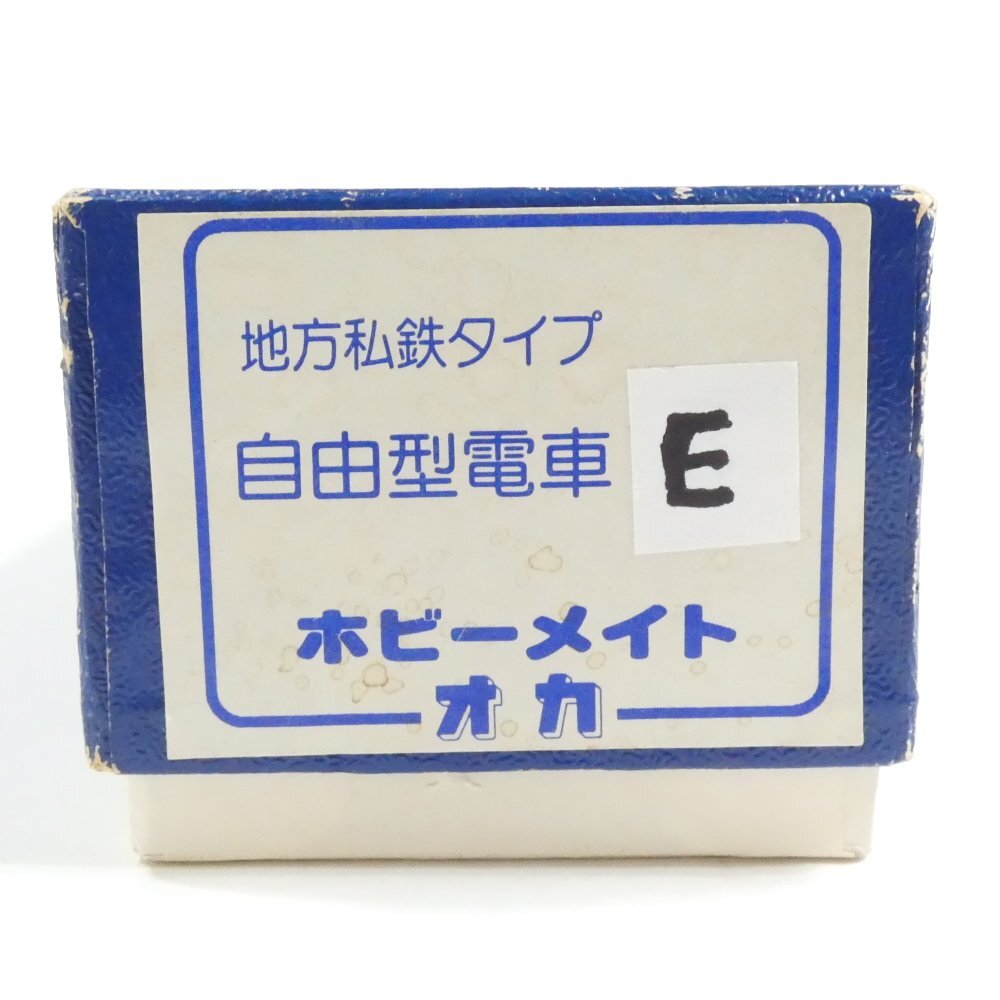 地方私鉄タイプ
自由型電車 E
ホビーメイト
オカ